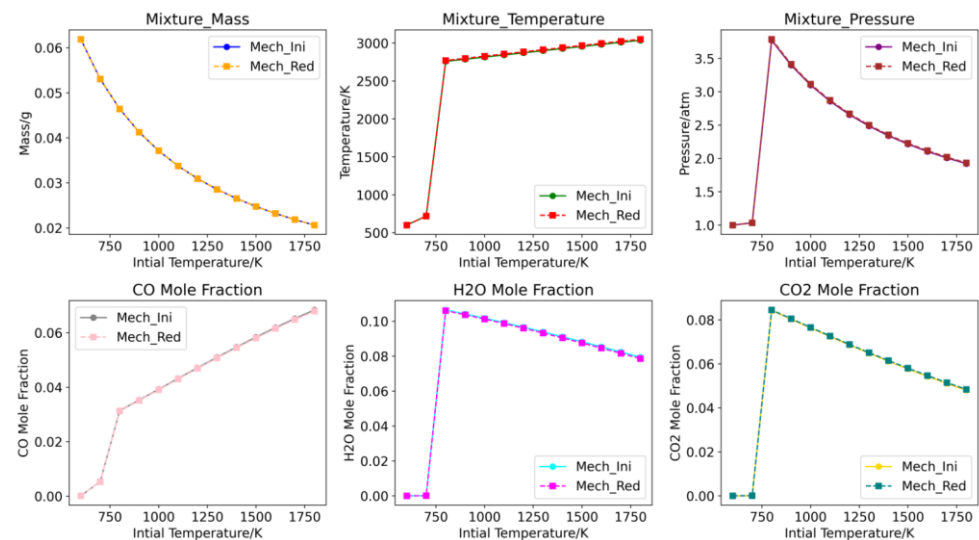 Mixture_Mass
0.06
0.05
0.04
0.03
0.02
Mass/g
Mech_Ini
Mech_Red
750 1000 1250 1500 1750
Intial Temperature/K
Mixture_Temperature
3000
2500
2000
1500
1000
500
Temperature/K
Mech_Ini
Mech_Red
750 1000 1250 1500 1750
Intial Temperature/K
Mixture_Pressure
3.5
3.0
2.5
2.0
1.5
1.0
Pressure/atm
Mech_Ini
Mech_Red
750 1000 1250 1500 1750
Intial Temperature/K
CO Mole Fraction
0.06
0.04
0.02
0.00
CO Mole Fraction
Mech_Ini
Mech_Red
750 1000 1250 1500 1750
Intial Temperature/K
H2O Mole Fraction
0.10
0.08
0.06
0.04
0.02
0.00
H2O Mole Fraction
Mech_Ini
Mech_Red
750 1000 1250 1500 1750
Intial Temperature/K
CO2 Mole Fraction
0.08
0.06
0.04
0.02
0.00
CO2 Mole Fraction
Mech_Ini
Mech_Red
750 1000 1250 1500 1750
Intial Temperature/K